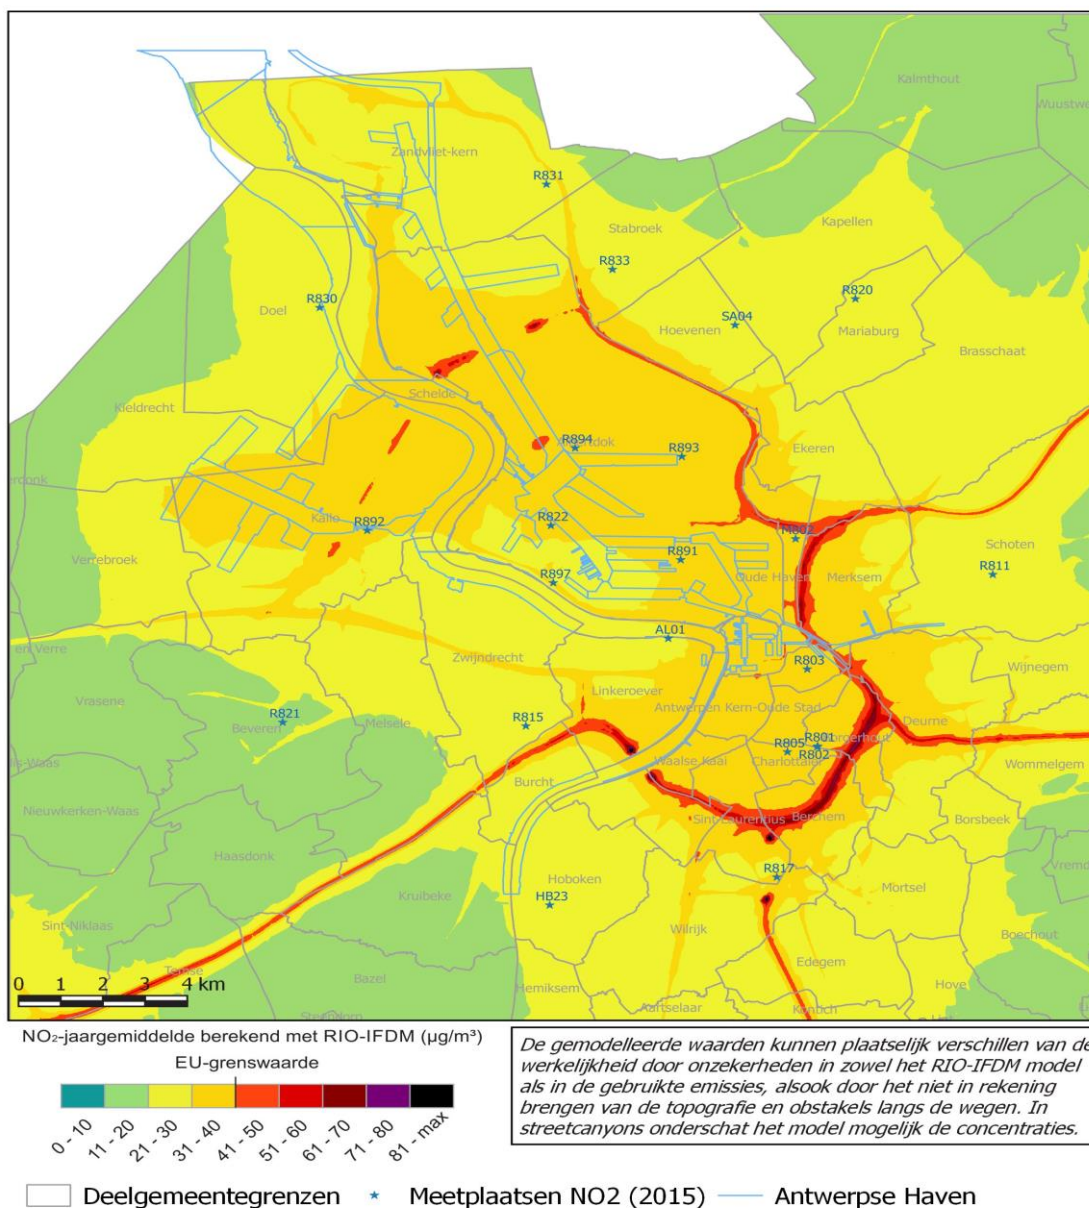 Kalmthout
Wuustwe
Zandvliet-kern
R831
Kapellen
Stabroek
R833
R830
Doel
R820
SA04
Hoevenen
Mariaburg
Brasschaat
Schelde
Kieldrecht
R894
R893
Ekeren
Kallo
R892
R822
M802
Schoten
Verrebroek
R891
R811
R897
Oude Haven
Merksem
AL01
en Verre
Zwijndrecht
R803
Wijnegem
Linkeroever
Vrasene
Antwerpen Kern-Oude Stad
R821
Beveren
Melsele
R815
Deurne
R801
R805
R802
Waalse Kaai
Wommelgem
Burcht
Nieuwkerken-Waas
Sint-Laurentius
Berchem
Borsbeek
Haasdonk
Vremd
R817
Hoboken
Mortsel
Kruibeke
HB23
Sint-Niklaas
Wilrijk
Boechout
Edegem
Temse
Bazel
Hemiksem
Hove
Aartselaar
Kontich
0 1 2 3 4 km
NO₂-jaargemiddelde berekend met RIO-IFDM (µg/m³)
EU-grenswaarde
0 - 10
11 - 20
21 - 30
31 - 40
41 - 50
51 - 60
61 - 70
71 - 80
81 - max
De gemodelleerde waarden kunnen plaatselijk verschillen van de
werkelijkheid door onzekerheden in zowel het RIO-IFDM model
als in de gebruikte emissies, alsook door het niet in rekening
brengen van de topografie en obstakels langs de wegen. In
streetcanyons onderschat het model mogelijk de concentraties.
Deelgemeentegrenzen
Meetplaatsen NO2 (2015)
Antwerpse Haven